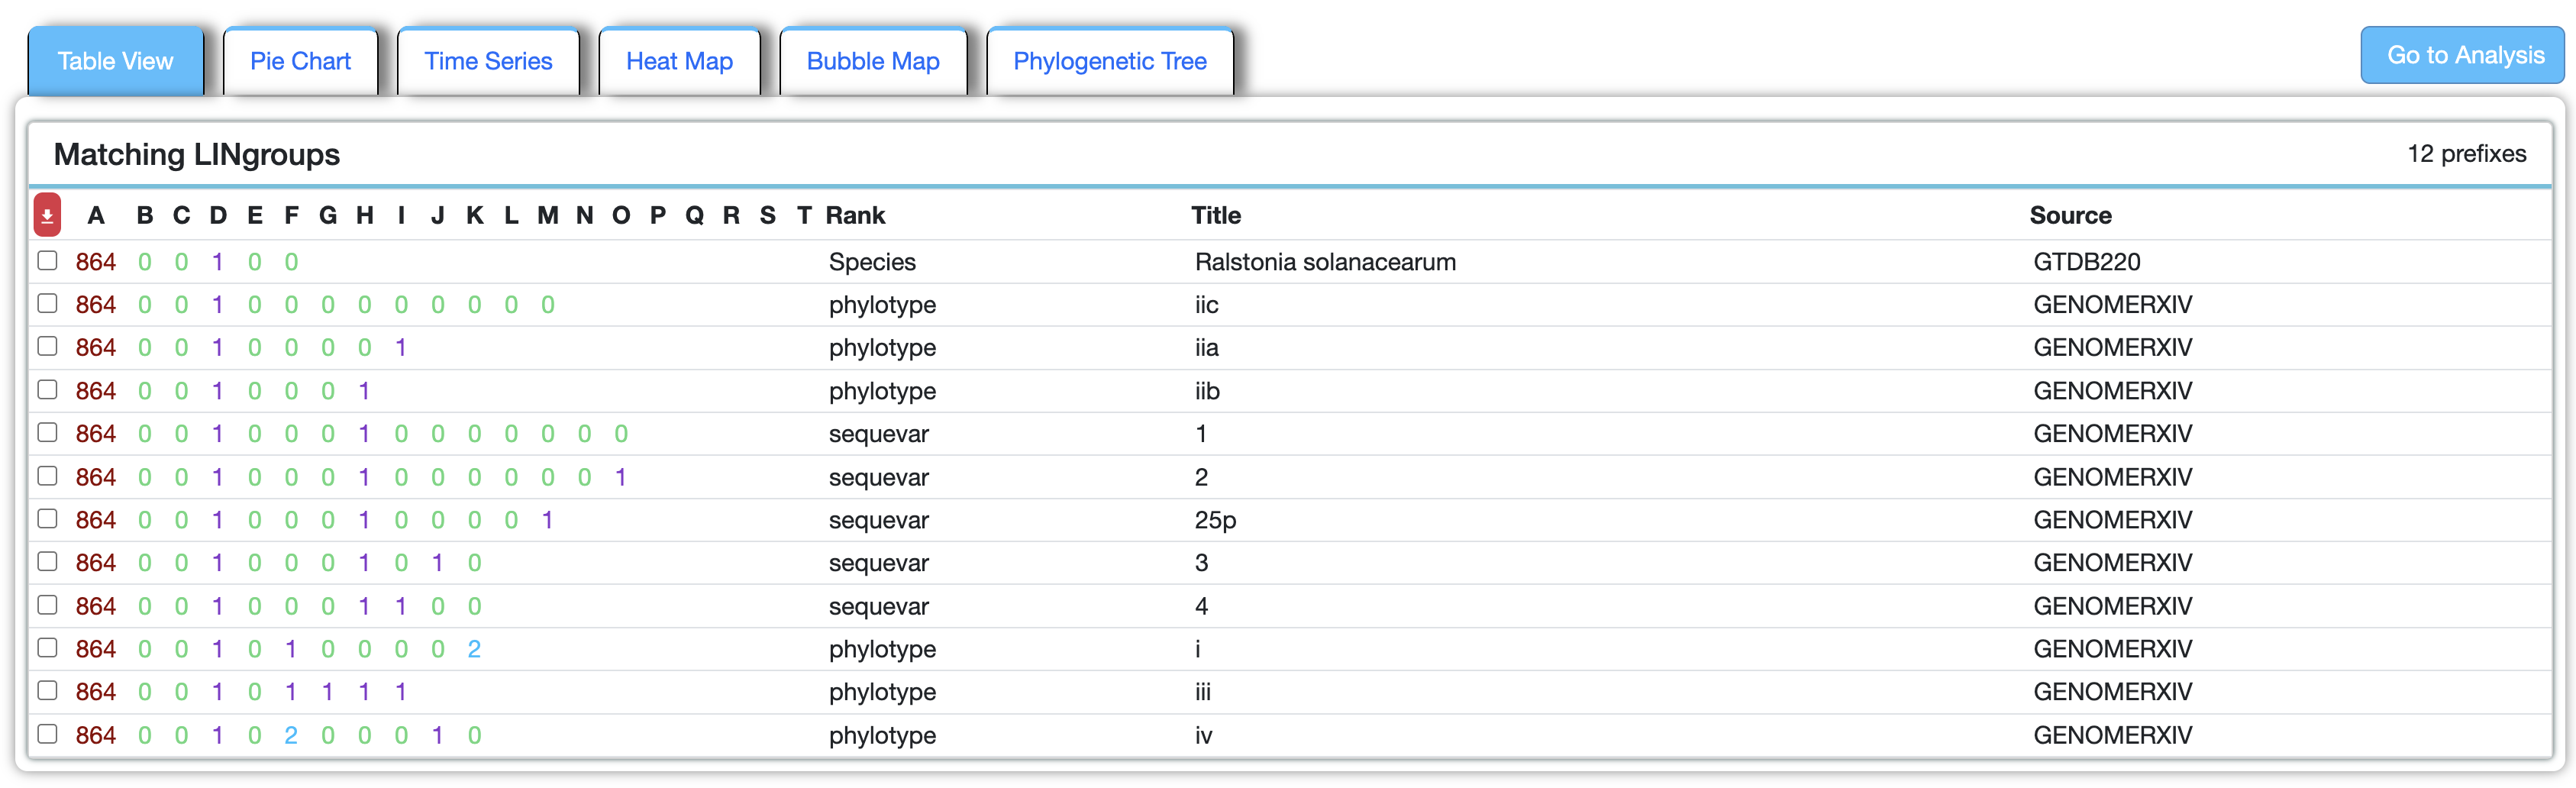 Table View Pie Chart Time Series Heat Map Bubble Map Phylogenetic Tree Go to Analysis
Matching LINgroups 12 prefixes
A B C D E F G H I J K L M N O P Q R S T Rank Title Source
864 0 0 1 0 0 Species Ralstonia solanacearum GTDB220
864 0 0 1 0 0 0 0 0 0 0 0 0 phylotype iic GENOMERXIV
864 0 0 1 0 0 0 0 1 phylotype iia GENOMERXIV
864 0 0 1 0 0 0 1 phylotype iib GENOMERXIV
864 0 0 1 0 0 0 1 0 0 0 0 0 0 0 sequevar 1 GENOMERXIV
864 0 0 1 0 0 0 1 0 0 0 0 0 0 1 sequevar 2 GENOMERXIV
864 0 0 1 0 0 0 1 0 0 0 0 1 sequevar 25p GENOMERXIV
864 0 0 1 0 0 0 1 0 1 0 sequevar 3 GENOMERXIV
864 0 0 1 0 0 0 1 1 0 0 sequevar 4 GENOMERXIV
864 0 0 1 0 1 0 0 0 0 2 phylotype i GENOMERXIV
864 0 0 1 0 1 1 1 1 phylotype iii GENOMERXIV
864 0 0 1 0 2 0 0 0 1 0 phylotype iv GENOMERXIV